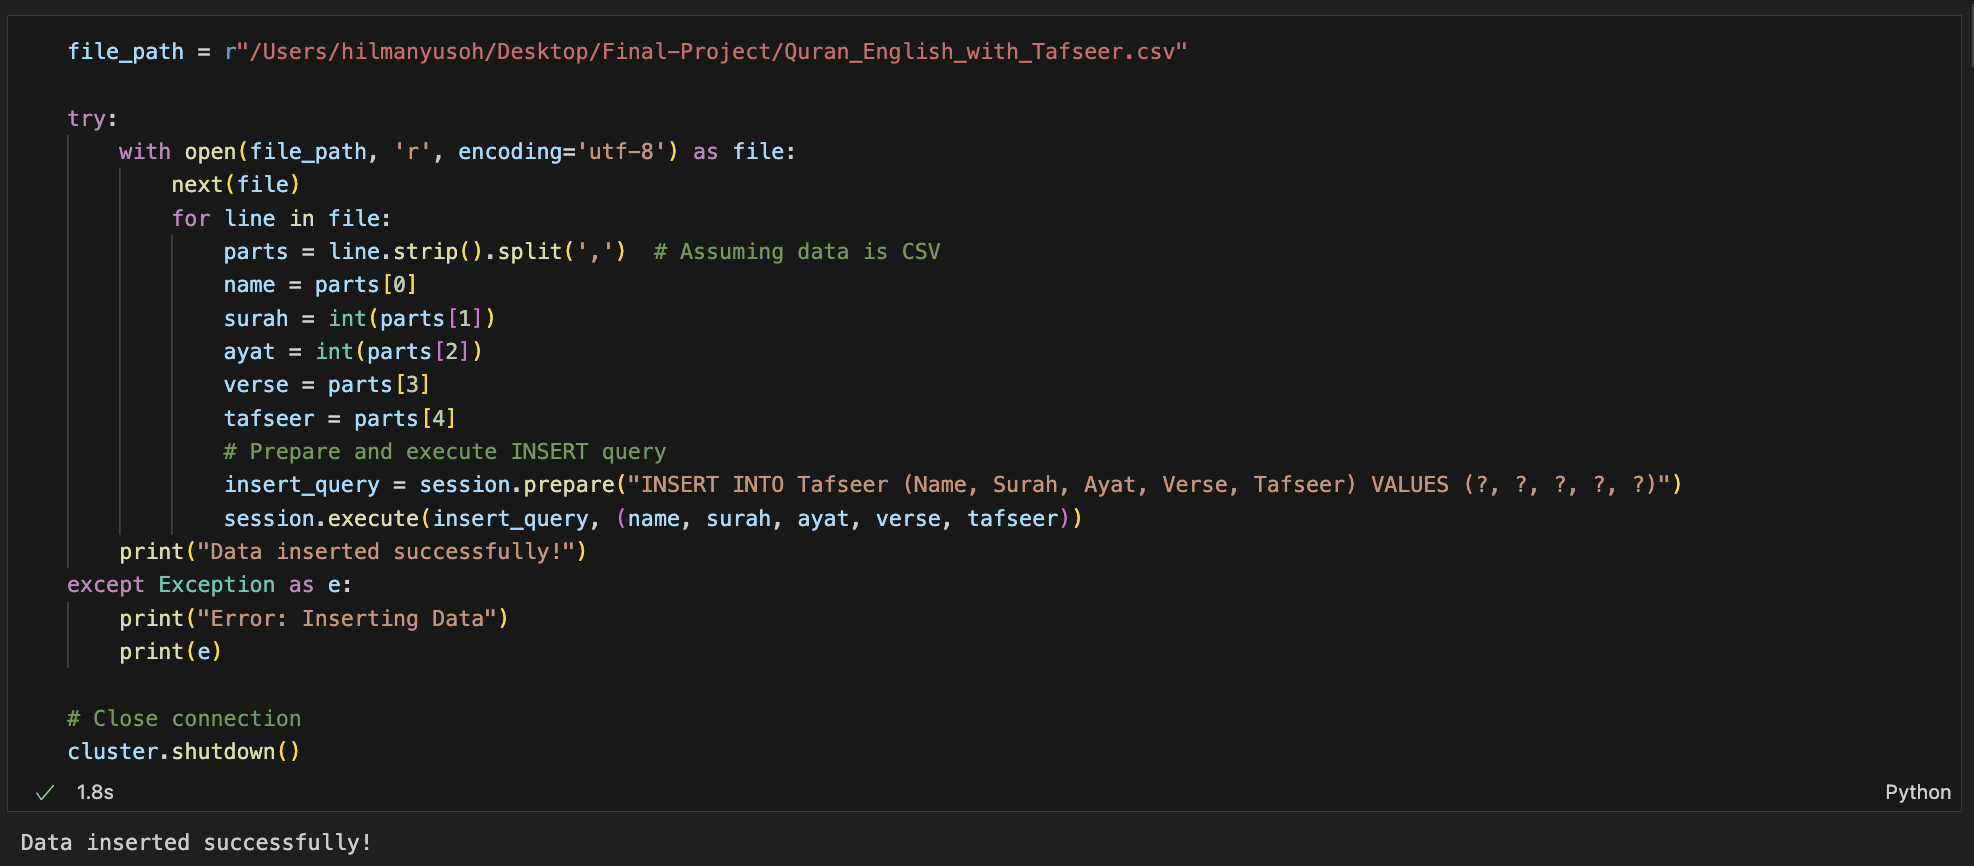 file_path = r"/Users/hilmanyusoh/Desktop/Final-Project/Quran_English_with_Tafseer.csv"
try:
with open(file_path, 'r', encoding='utf-8') as file:
next(file)
for line in file:
parts = line.strip().split(',')  # Assuming data is CSV
name = parts[0]
surah = int(parts[1])
ayat = int(parts[2])
verse = parts[3]
tafseer = parts[4]
# Prepare and execute INSERT query
insert_query = session.prepare("INSERT INTO Tafseer (Name, Surah, Ayat, Verse, Tafseer) VALUES (?, ?, ?, ?, ?)")
session.execute(insert_query, (name, surah, ayat, verse, tafseer))
print("Data inserted successfully!")
except Exception as e:
print("Error: Inserting Data")
print(e)
# Close connection
cluster.shutdown()
1.8s
Python
Data inserted successfully!